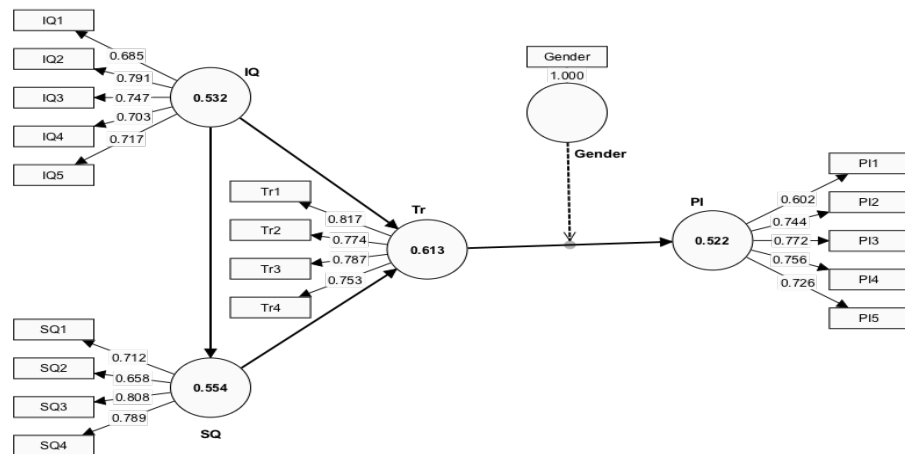 IQ1
IQ2
IQ3
IQ4
IQ5
0.685
0.791
0.747
0.703
0.717
IQ
0.532
Gender
1.000
Gender
Tr1
Tr2
Tr3
Tr4
0.817
0.774
0.787
0.753
Tr
0.613
PI
0.522
0.602
0.744
0.772
0.756
0.726
PI1
PI2
PI3
PI4
PI5
SQ1
SQ2
SQ3
SQ4
0.712
0.658
0.808
0.789
0.554
SQ